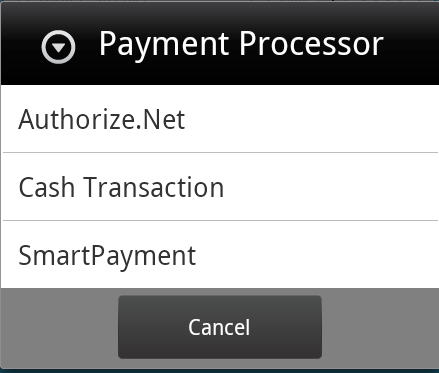 Payment Processor
Authorize.Net
Cash Transaction
SmartPayment
Cancel